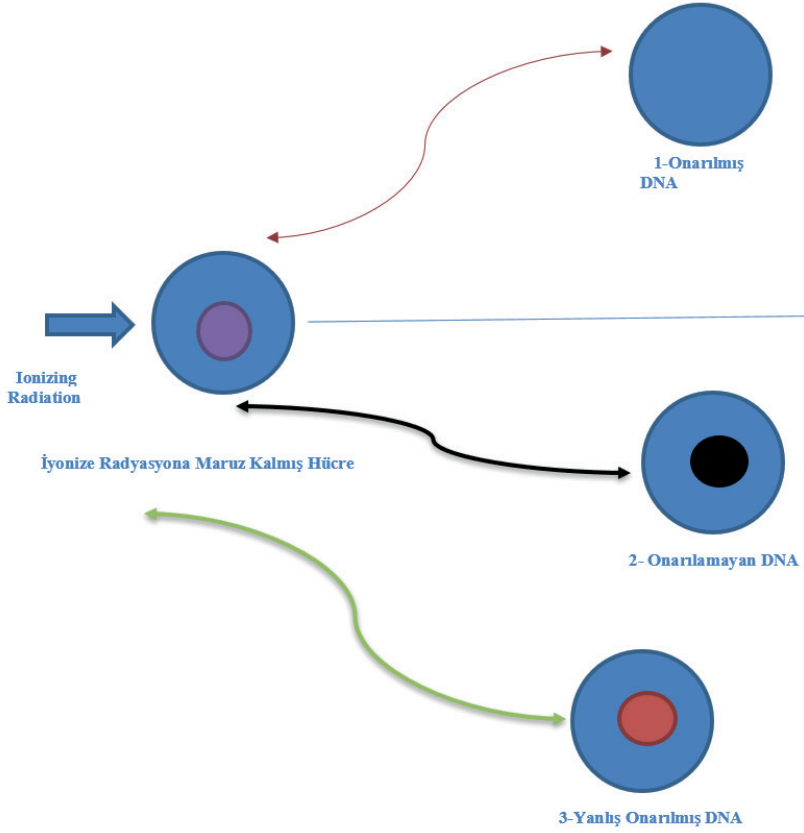 1-Onarılmış
DNA
Ionizing
Radiation
İyonize Radyasyona Maruz Kalmış Hücre
2- Onarılamayan DNA
3-Yanlış Onarılmış DNA